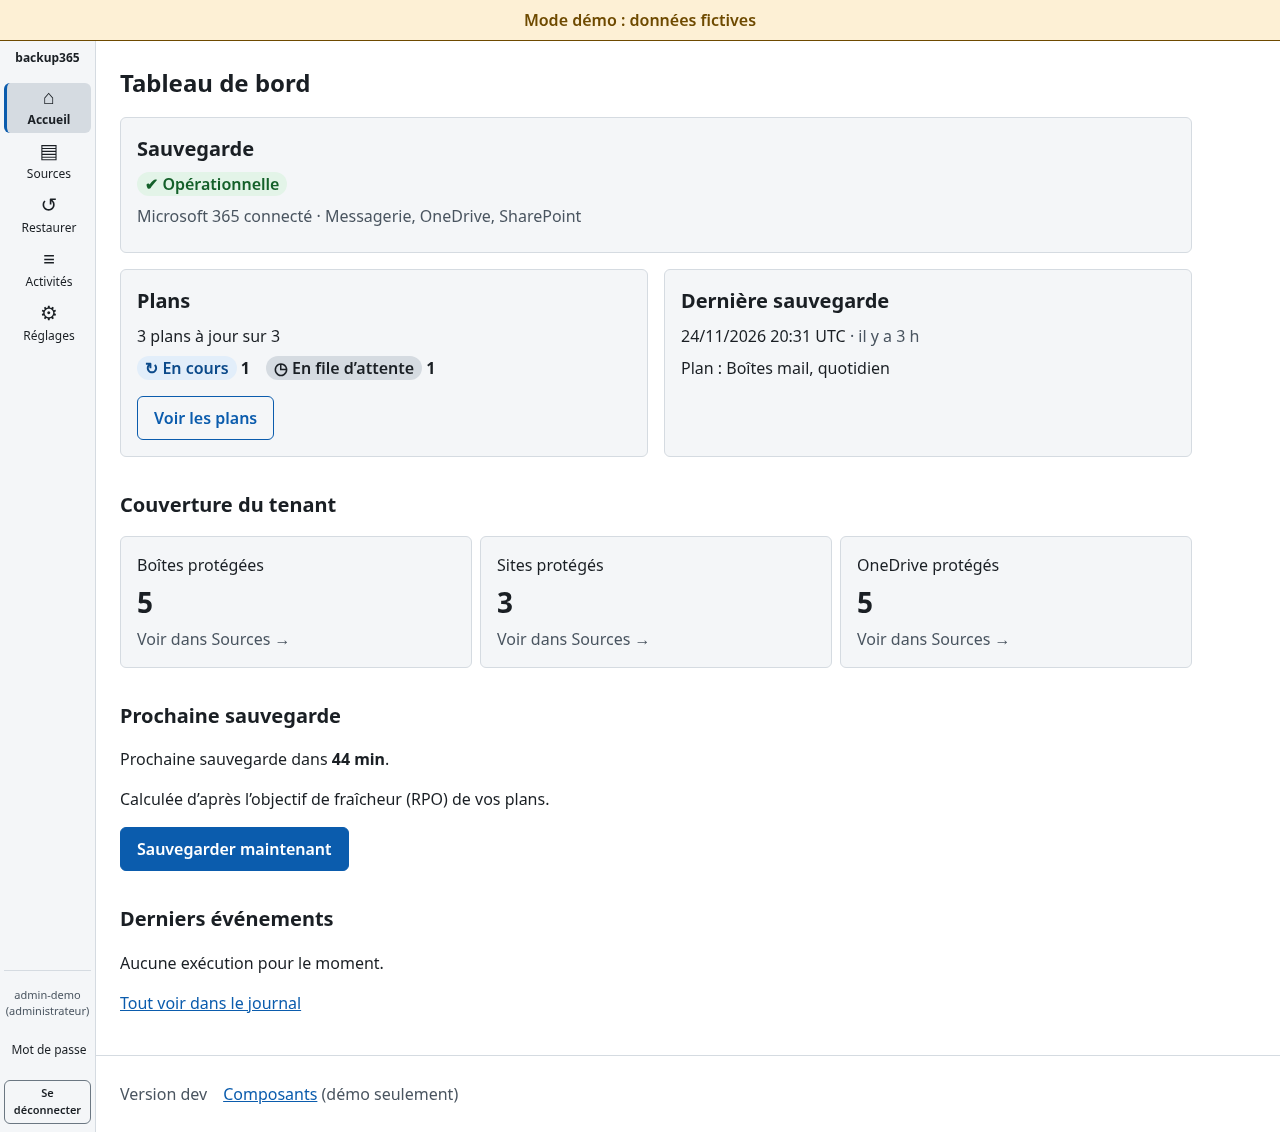 Mode démo : données fictives
backup365
Accueil
Sources
Restaurer
Activités
Réglages
admin-demo
(administrateur)
Mot de passe
Se
déconnecter
Tableau de bord
Sauvegarde
✔ Opérationnelle
Microsoft 365 connecté · Messagerie, OneDrive, SharePoint
Plans
3 plans à jour sur 3
↻ En cours 1 ◷ En file d’attente 1
Voir les plans
Dernière sauvegarde
24/11/2026 20:31 UTC · il y a 3 h
Plan : Boîtes mail, quotidien
Couverture du tenant
Boîtes protégées
5
Voir dans Sources →
Sites protégés
3
Voir dans Sources →
OneDrive protégés
5
Voir dans Sources →
Prochaine sauvegarde
Prochaine sauvegarde dans 44 min.
Calculée d’après l’objectif de fraîcheur (RPO) de vos plans.
Sauvegarder maintenant
Derniers événements
Aucune exécution pour le moment.
Tout voir dans le journal
Version dev Composants (démo seulement)